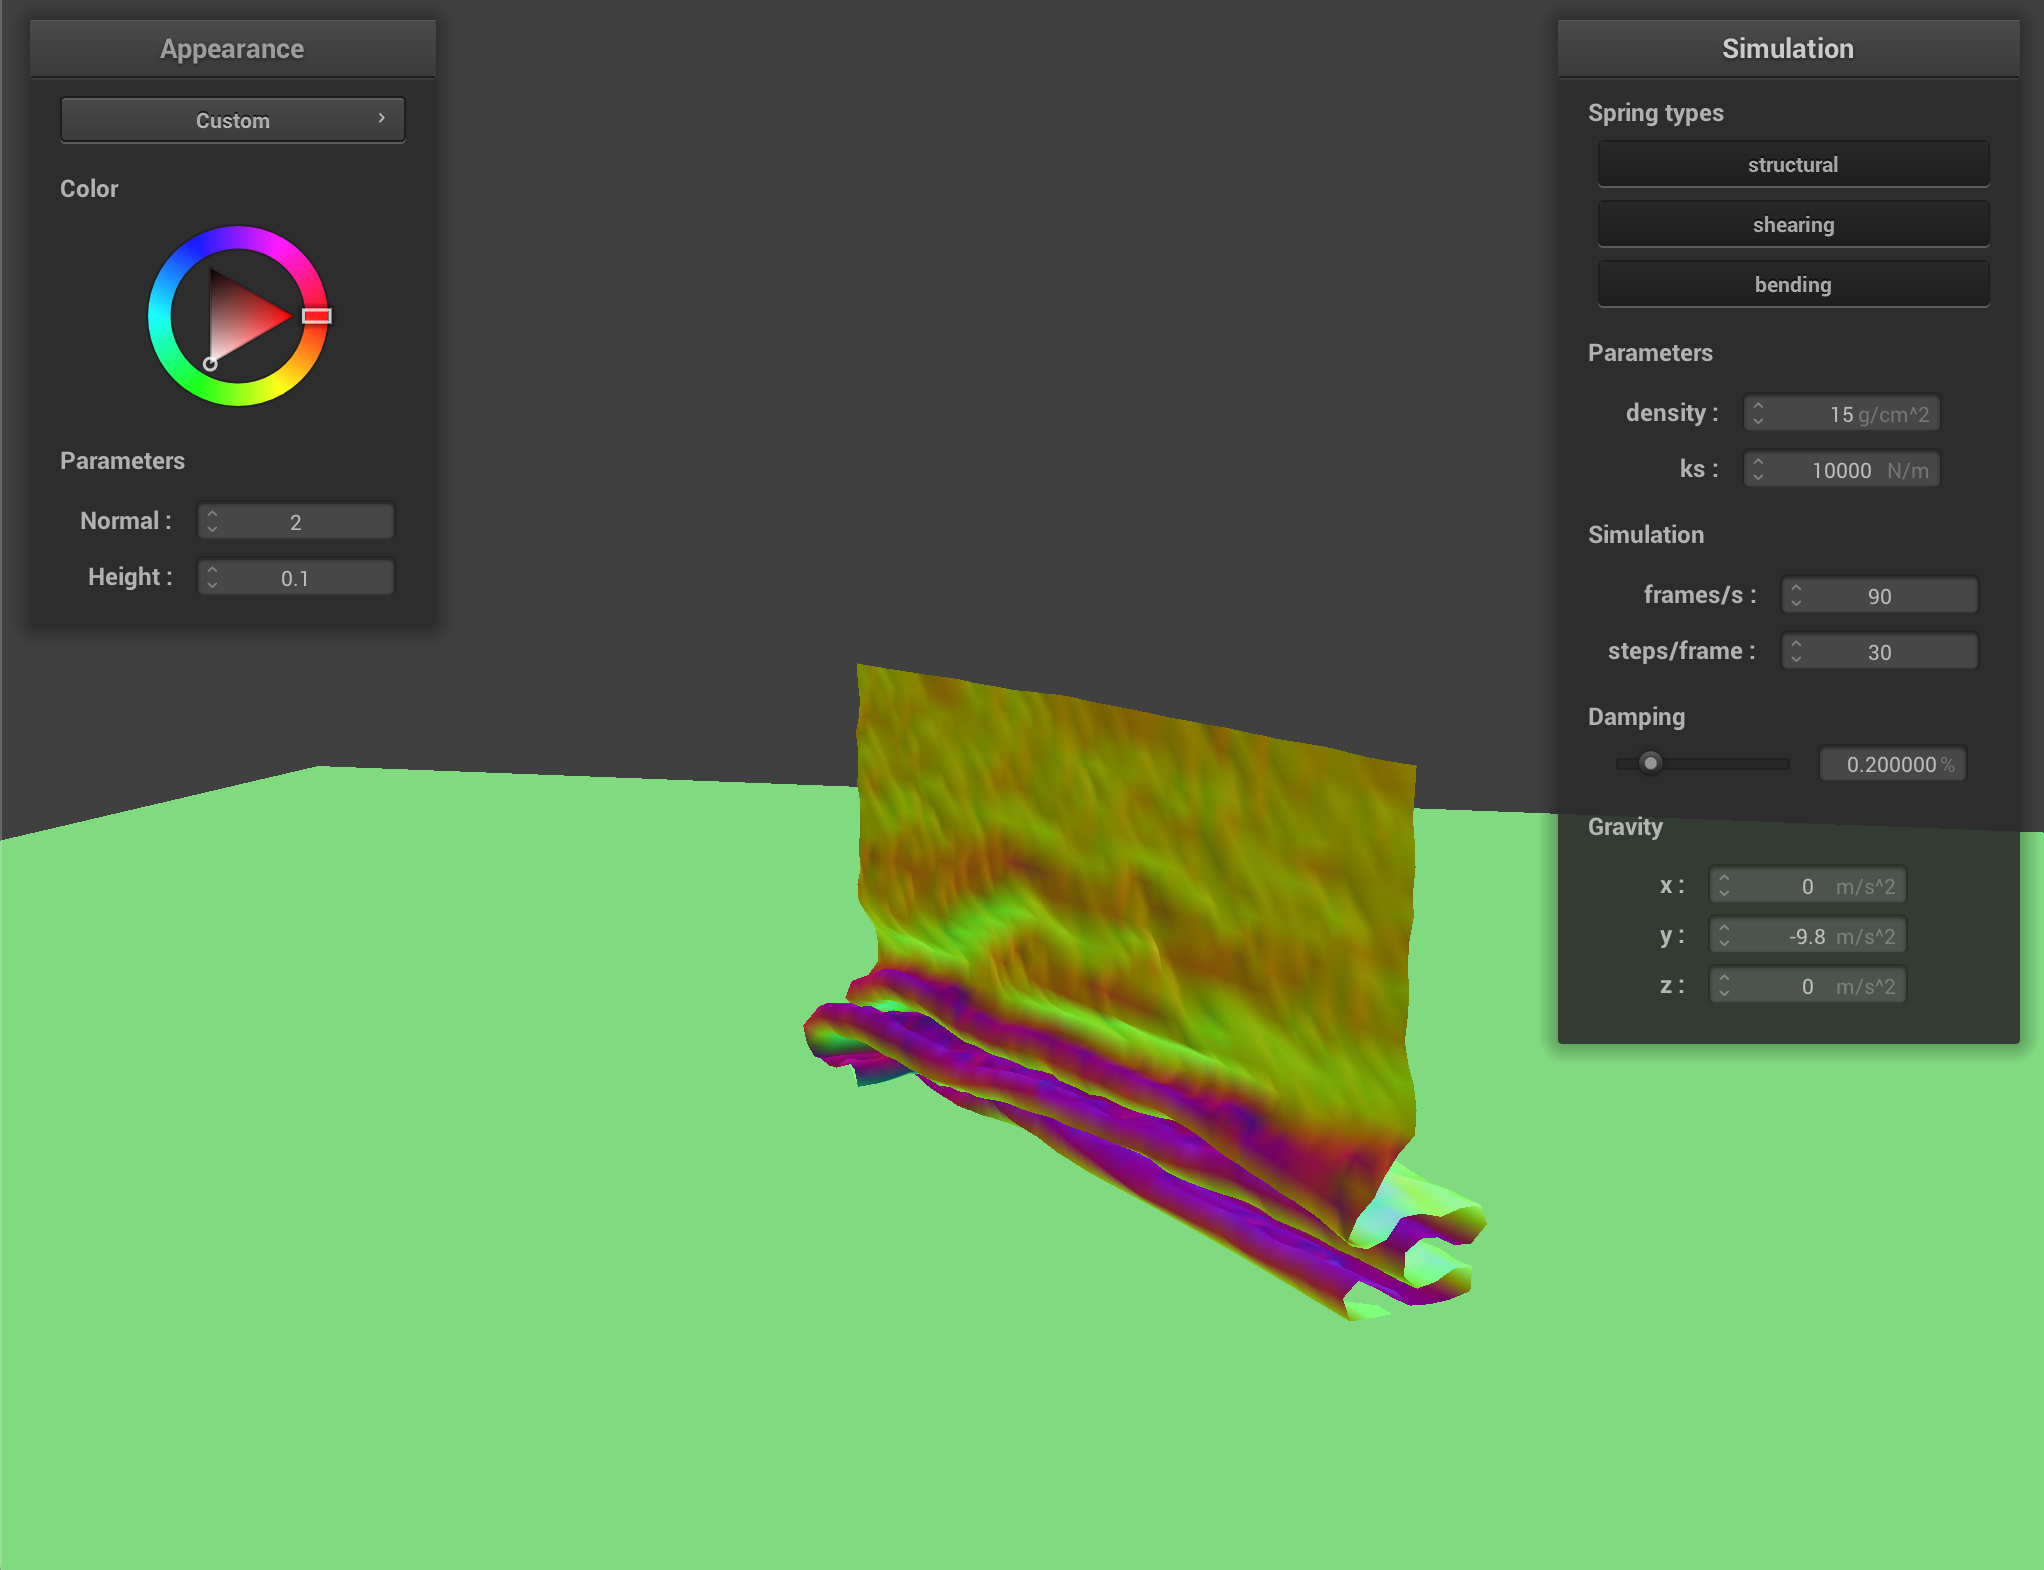 Appearance
Custom
Color
Parameters
Normal : 2
Height : 0.1
Simulation
Spring types
structural
shearing
bending
Parameters
density : 15 g/cm^2
ks : 10000 N/m
Simulation
frames/s : 90
steps/frame : 30
Damping
0.200000 %
Gravity
x : 0 m/s^2
y : -9.8 m/s^2
z : 0 m/s^2